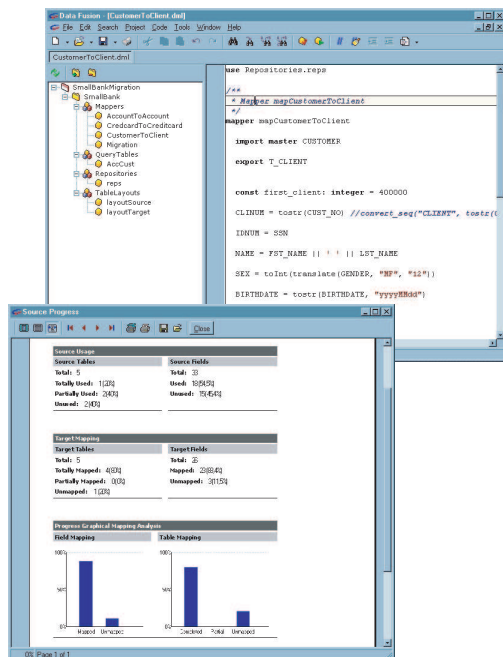 Data Fusion - [CustomerToClient.dml]
File Edit Search Project Code Tools Window Help
CustomerToClient.dml
SmallBankMigration
SmallBank
Mappers
AccountToAccount
CredcardToCreditcard
CustomerToClient
Migration
QueryTables
AccCust
Repositories
reps
TableLayouts
layoutSource
layoutTarget
use Repositories.reps
/**
* Mapper mapCustomerToClient
*/
mapper mapCustomerToClient
import master CUSTOMER
export T_CLIENT
const first_client: integer = 400000
CLINUM = tostr(CUST_NO) //convert_seq("CLIENT", tostr(
IDNUM = SSN
NAME = FST_NAME || ' ' || LST_NAME
SEX = toInt(translate(GENDER, "MF", "12"))
BIRTHDATE = tostr(BIRTHDATE, "yyyyMMdd")
Source Progress
Close
Source Usage
Source Tables Source Fields
Total: 5 Total: 33
Totally Used: 1(20%) Used: 18(54,5%)
Partially Used: 2(40%) Unused: 15(45,4%)
Unused: 2(40%)
Target Mapping
Target Tables Target Fields
Total: 5 Total: 26
Totally Mapped: 4(80%) Mapped: 23(88,4%)
Partially Mapped: 0(0%) Unmapped: 3(11,5%)
Unmapped: 1(20%)
Progress Graphical Mapping Analysis
Field Mapping Table Mapping
100% 100%
50% 50%
0% 0%
Mapped Unmapped Completed Partial Unmapped
0% Page 1 of 1